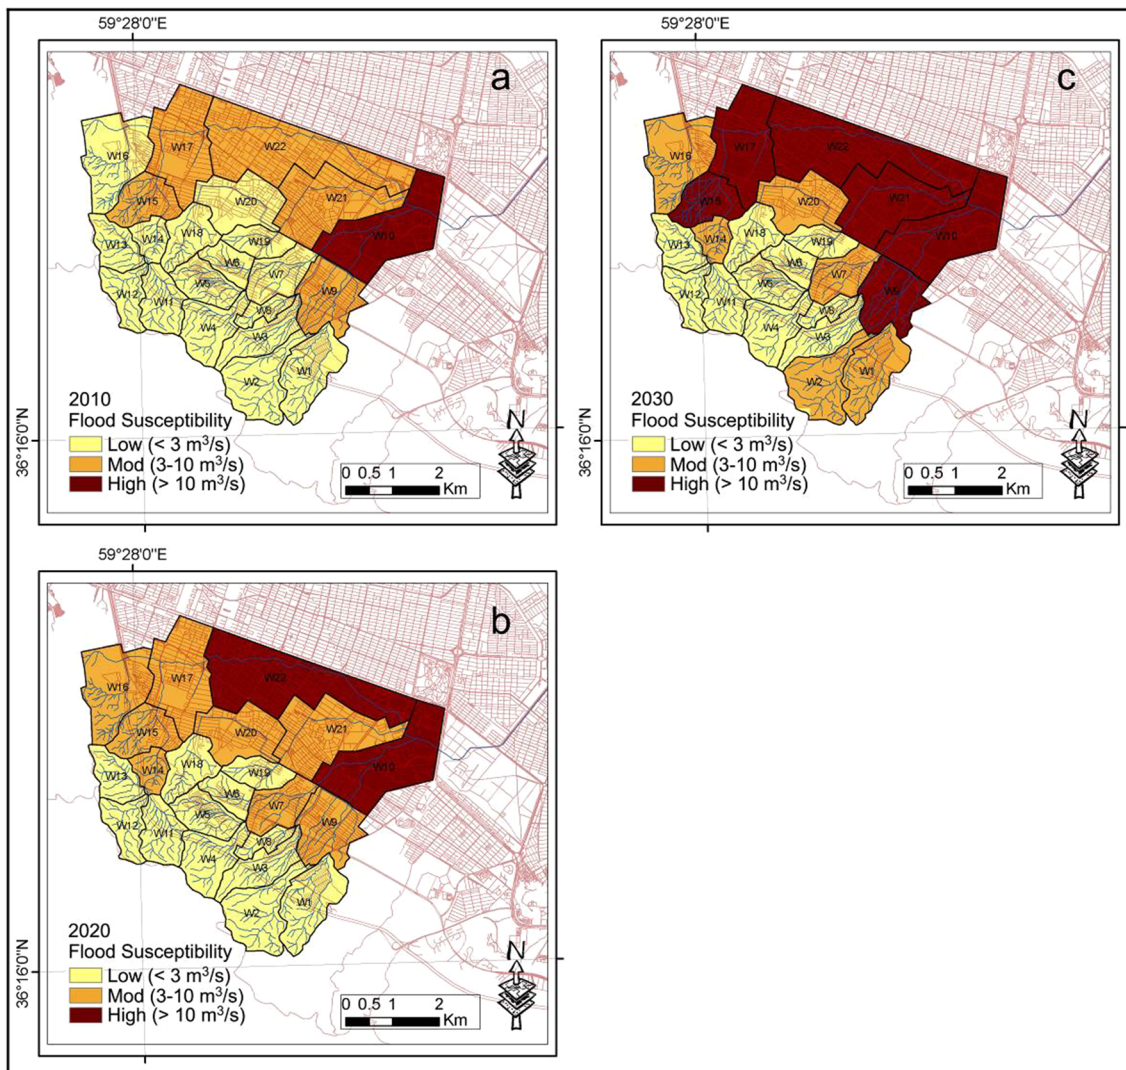 59°28'0"E
59°28'0"E
a
W16
W17
W22
W15
W20
W21
W13
W14
W18
W19
W10
W6
W7
W5
W9
W12
W11
W8
W4
W3
W2
W1
2010
Flood Susceptibility
Low (< 3 m³/s)
Mod (3-10 m³/s)
High (> 10 m³/s)
36°16'0"N
N
0 0.5 1 2
Km
c
W16
W17
W22
W15
W20
W21
W13
W14
W18
W19
W10
W6
W7
W5
W9
W12
W11
W8
W4
W3
W2
W1
2030
Flood Susceptibility
Low (< 3 m³/s)
Mod (3-10 m³/s)
High (> 10 m³/s)
36°16'0"N
N
0 0.5 1 2
Km
59°28'0"E
b
W16
W17
W22
W15
W20
W21
W13
W14
W18
W19
W10
W6
W7
W5
W9
W12
W11
W8
W4
W3
W2
W1
2020
Flood Susceptibility
Low (< 3 m³/s)
Mod (3-10 m³/s)
High (> 10 m³/s)
36°16'0"N
N
0 0.5 1 2
Km